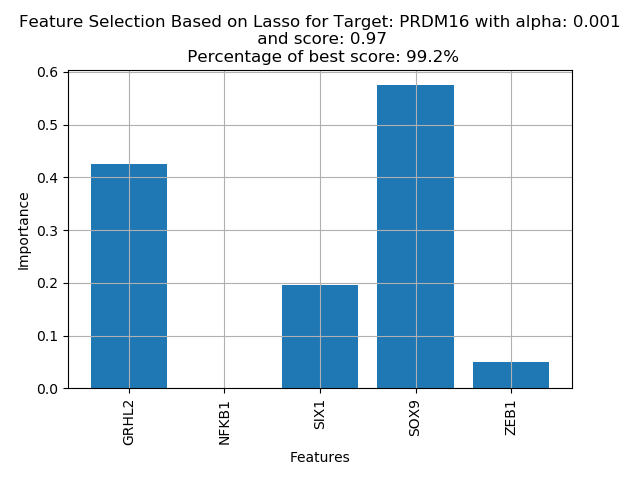 Feature Selection Based on Lasso for Target: PRDM16 with alpha: 0.001
and score: 0.97
Percentage of best score: 99.2%
0.6
0.5
0.4
0.3
0.2
0.1
0.0
Importance
GRHL2
NFKB1
SIX1
SOX9
ZEB1
Features